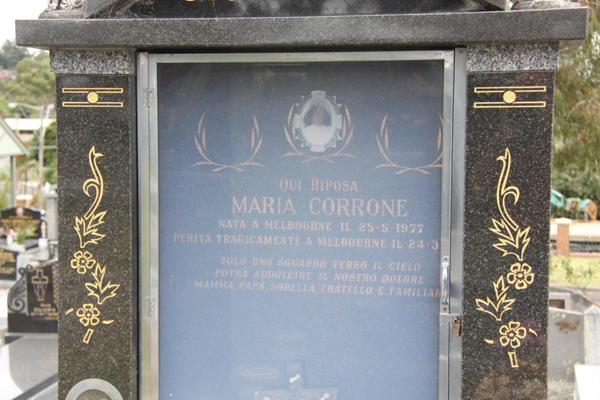 QUI RIPOSA
MARIA CORRONE
NATA A MELBOURNE IL 25-5-1977
PERITA TRAGICAMENTE A MELBOURNE IL 24-3
SOLO UNO SGUARDO VERSO IL CIELO
POTRÀ ADDOLCIRE IL NOSTRO DOLORE
MAMMA, PAPÀ, SORELLA, FRATELLO E FAMILIARI